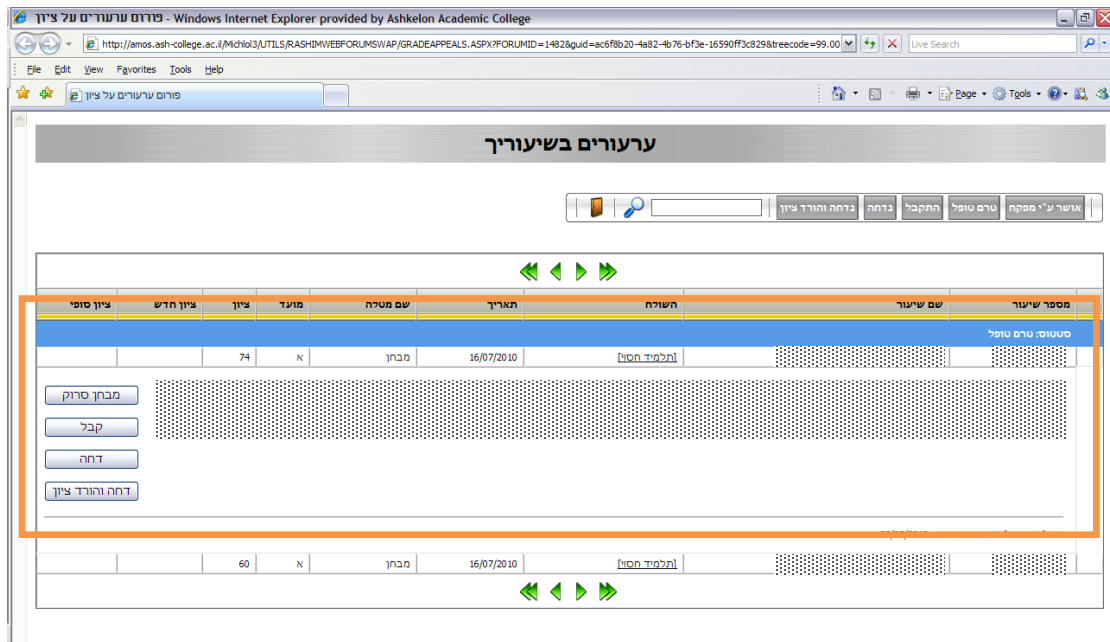 פורום ערעורים על ציון - Windows Internet Explorer provided by Ashkelon Academic College
http://amos.ash-college.ac.il/Michlol3/UTILS/RASHIMWEBFORUMSWAP/GRADEAPPEALS.ASPX?FORUMID=1482&guid=ac6f8b20-4a82-4b76-bf3e-16590ff3c829&treecode=99.00
Live Search
File Edit View Favorites Tools Help
פורום ערעורים על ציון
Page Tools
ערעורים בשיעוריך
אושר ע"י מפקח טרם טופל התקבל נדחה נדחה והורד ציון
מספר שיעור שם שיעור השולח תאריך שם מטלה מועד ציון ציון חדש ציון סופי
סטטוס: טרם טופל
[תלמיד חסוי] 16/07/2010 מבחן א 74
מבחן סרוק
קבל
דחה
דחה והורד ציון
[תלמיד חסוי] 16/07/2010 מבחן א 60